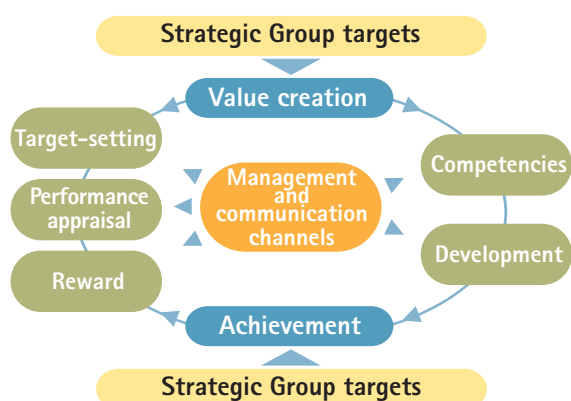 Strategic Group targets
Value creation
Target-setting
Performance
appraisal
Reward
Management
and
communication
channels
Competencies
Development
Achievement
Strategic Group targets